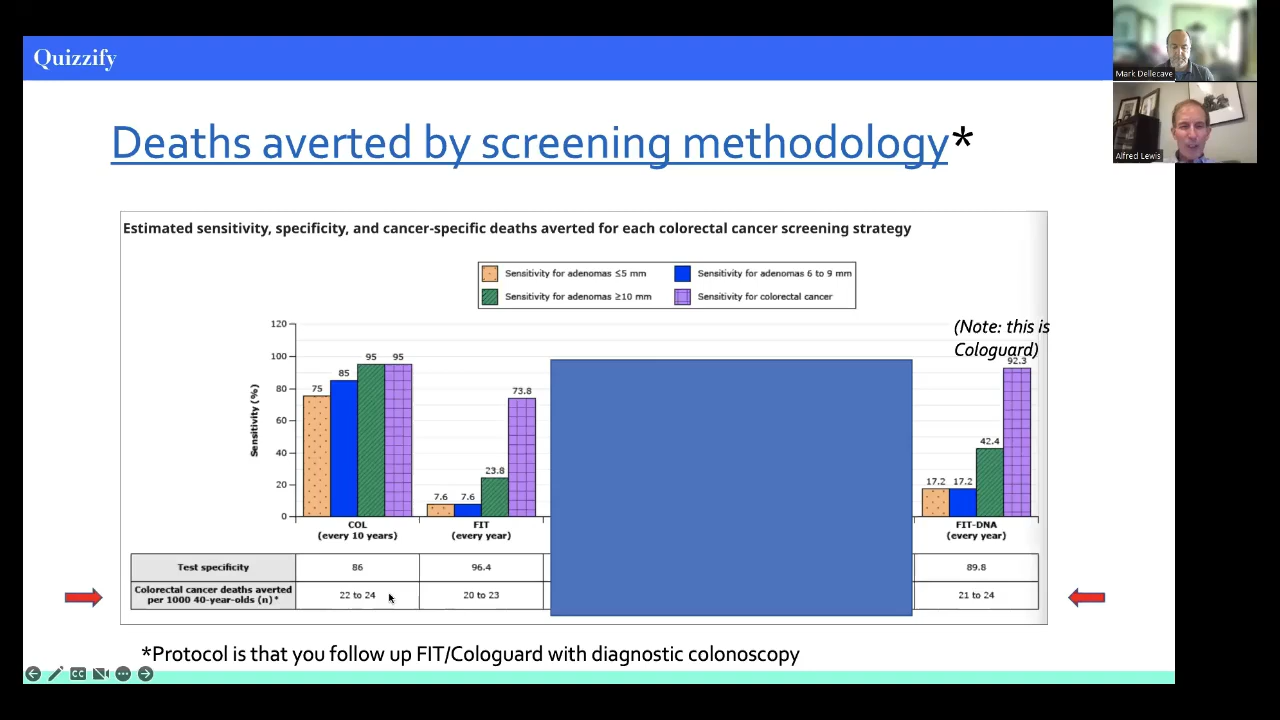 Quizzify
Mark Dellecave
Alfred Lewis
Deaths averted by screening methodology*
Estimated sensitivity, specificity, and cancer-specific deaths averted for each colorectal cancer screening strategy
Sensitivity for adenomas ≤5 mm
Sensitivity for adenomas 6 to 9 mm
Sensitivity for adenomas ≥10 mm
Sensitivity for colorectal cancer
(Note: this is
Cologuard)
Sensitivity (%)
120
100
80
60
40
20
0
75
85
95
95
7.6
7.6
23.8
73.8
17.2
17.2
42.4
92.3
COL
(every 10 years)
FIT
(every year)
FIT-DNA
(every year)
Test specificity
86
96.4
89.8
Colorectal cancer deaths averted
per 1000 40-year-olds (n)*
22 to 24
20 to 23
21 to 24
*Protocol is that you follow up FIT/Cologuard with diagnostic colonoscopy
CC